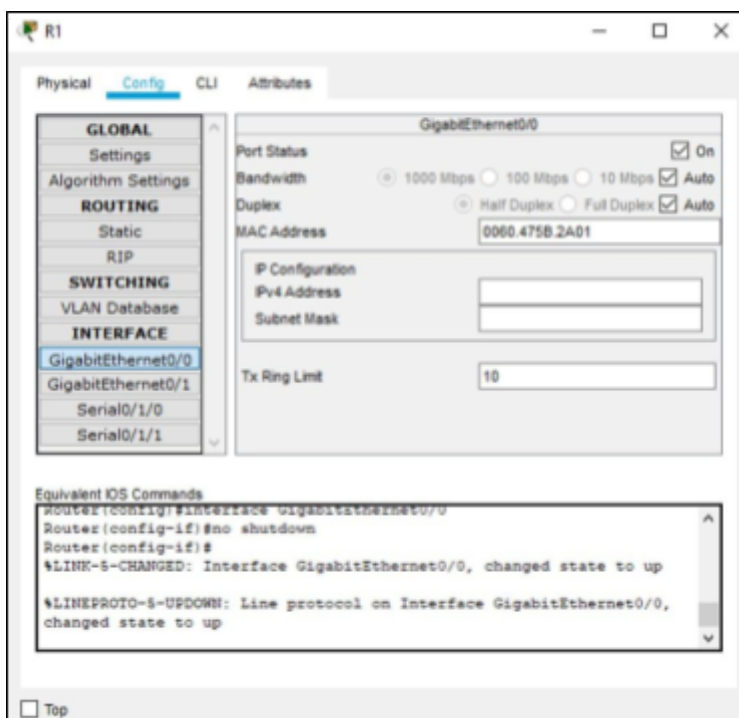 R1
Physical Config CLI Attributes
GLOBAL
Settings
Algorithm Settings
ROUTING
Static
RIP
SWITCHING
VLAN Database
INTERFACE
GigabitEthernet0/0
GigabitEthernet0/1
Serial0/1/0
Serial0/1/1
GigabitEthernet0/0
Port Status On
Bandwidth 1000 Mbps 100 Mbps 10 Mbps Auto
Duplex Half Duplex Full Duplex Auto
MAC Address 0060.475B.2A01
IP Configuration
IPv4 Address
Subnet Mask
Tx Ring Limit 10
Equivalent IOS Commands
Router(config)#interface GigabitEthernet0/0
Router(config-if)#no shutdown
Router(config-if)#
%LINK-5-CHANGED: Interface GigabitEthernet0/0, changed state to up
%LINEPROTO-5-UPDOWN: Line protocol on Interface GigabitEthernet0/0,
changed state to up
Top